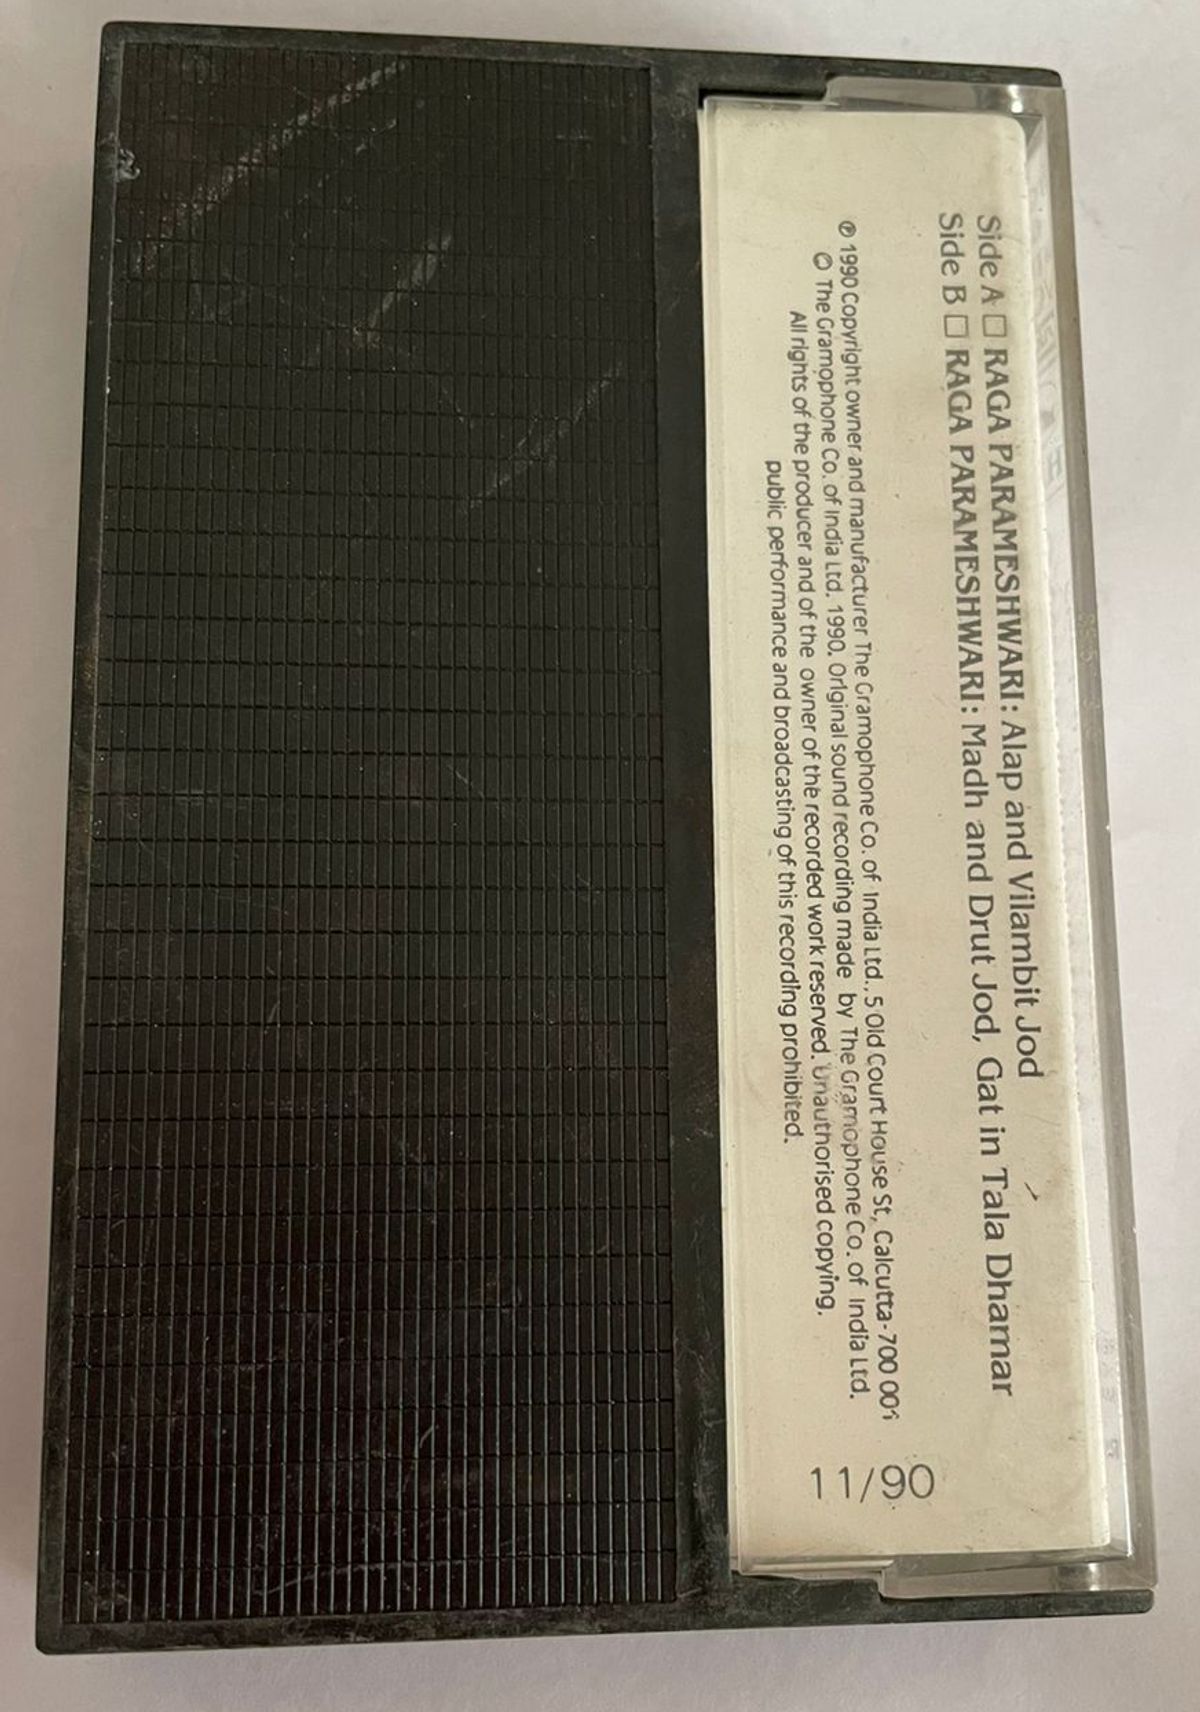 Side A □ RAGA PARAMESHWARI: Alap and Vilambit Jod
Side B □ RAGA PARAMESHWARI: Madh and Drut Jod, Gat in Tala Dhamar
℗ 1990 Copyright owner and manufacturer The Gramophone Co. of India Ltd., 5 Old Court House St, Calcutta-700 001
© The Gramophone Co. of India Ltd. 1990. Original sound recording made by The Gramophone Co. of India Ltd.
All rights of the producer and of the owner of the recorded work reserved. Unauthorised copying.
public performance and broadcasting of this recording prohibited.
11/90